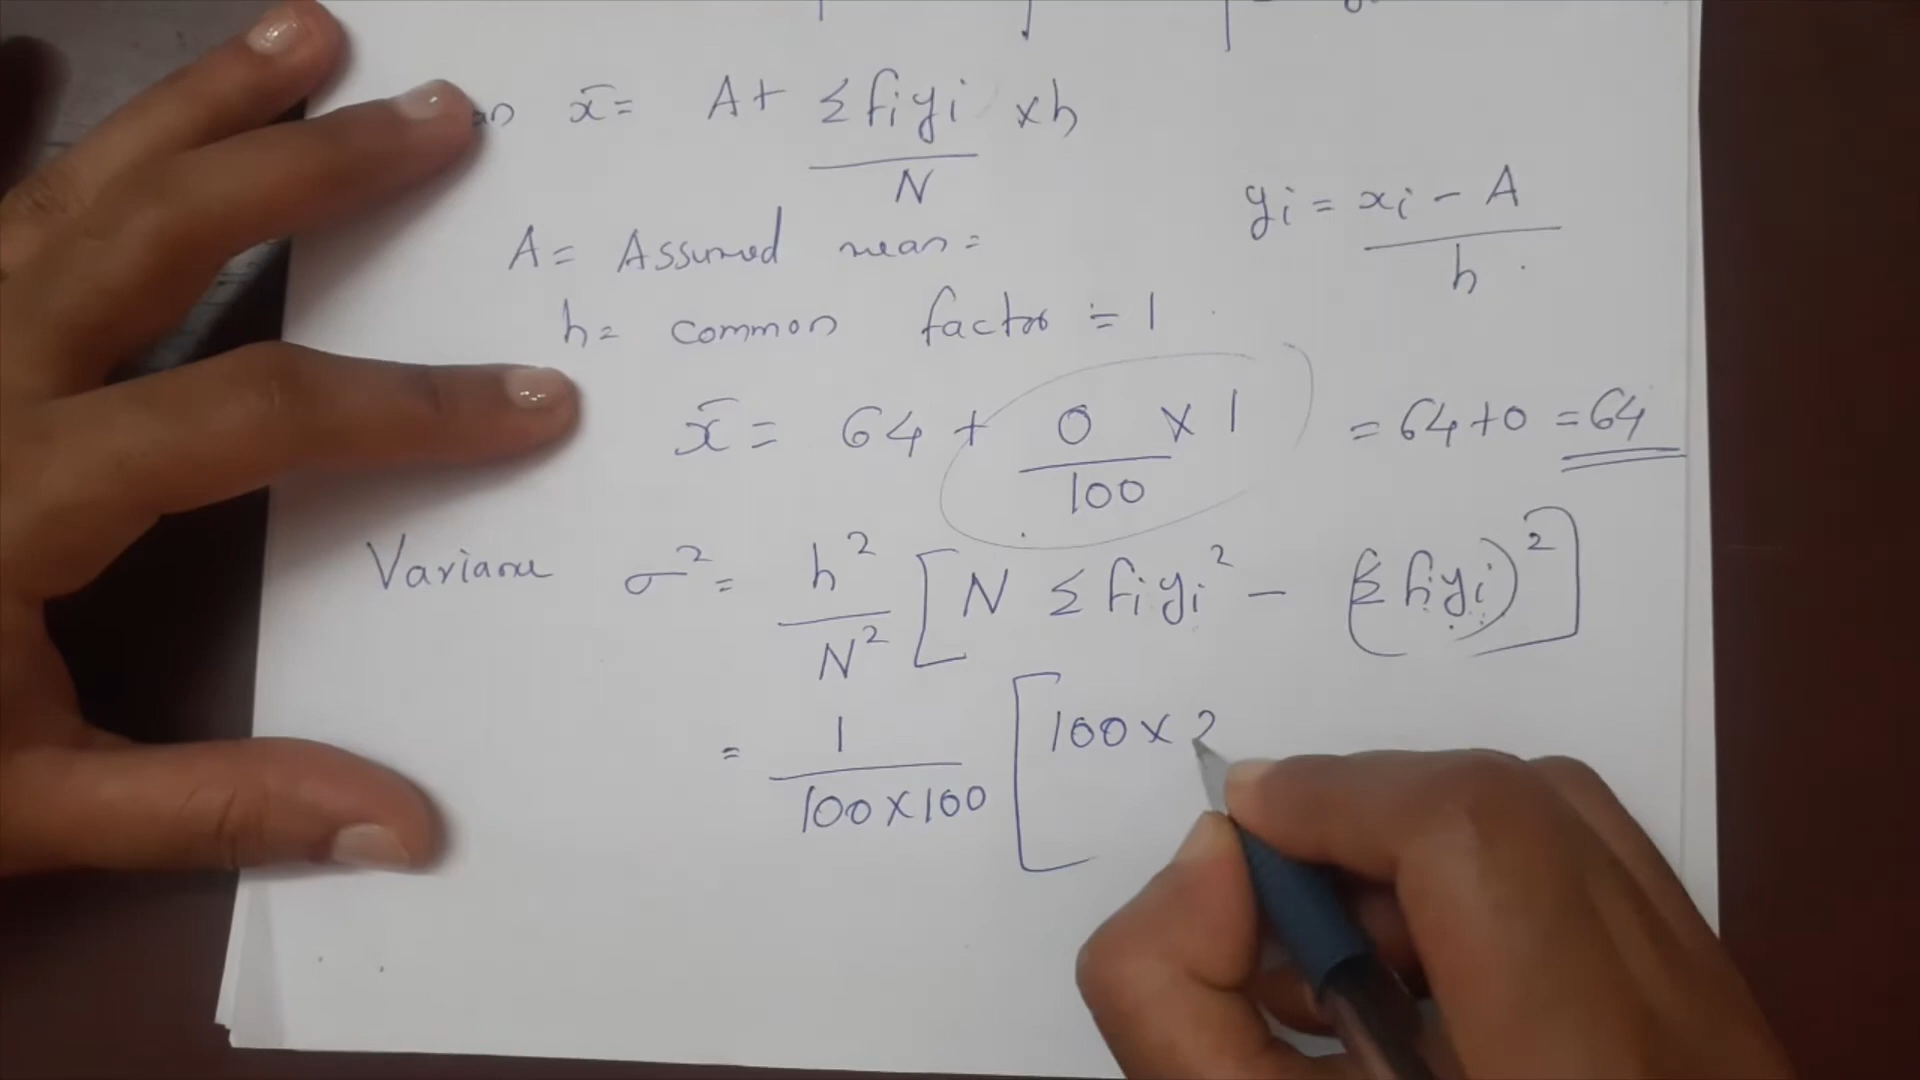 x̄ = A + Σfiyi/N × h
yi = xi - A / h
A = Assumed mean =
h = common factor = 1
x̄ = 64 + 0/100 × 1 = 64 + 0 = 64
Variance σ² = h²/N² [N Σfiyi² - (Σfiyi)²]
= 1/100×100 [100 × 2